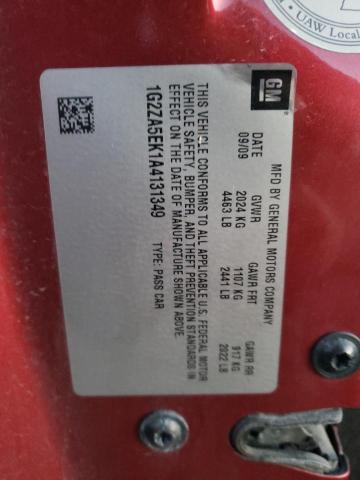 UAW Local
GM
MFD BY GENERAL MOTORS COMPANY
DATE GVWR GAWR FRT GAWR RR
09/09 2024 KG 1107 KG 917 KG
4463 LB 2441 LB 2022 LB
THIS VEHICLE CONFORMS TO ALL APPLICABLE U.S. FEDERAL MOTOR
VEHICLE SAFETY, BUMPER, AND THEFT PREVENTION STANDARDS IN
EFFECT ON THE DATE OF MANUFACTURE SHOWN ABOVE.
1G2ZA5EK1A4131349 TYPE: PASS CAR